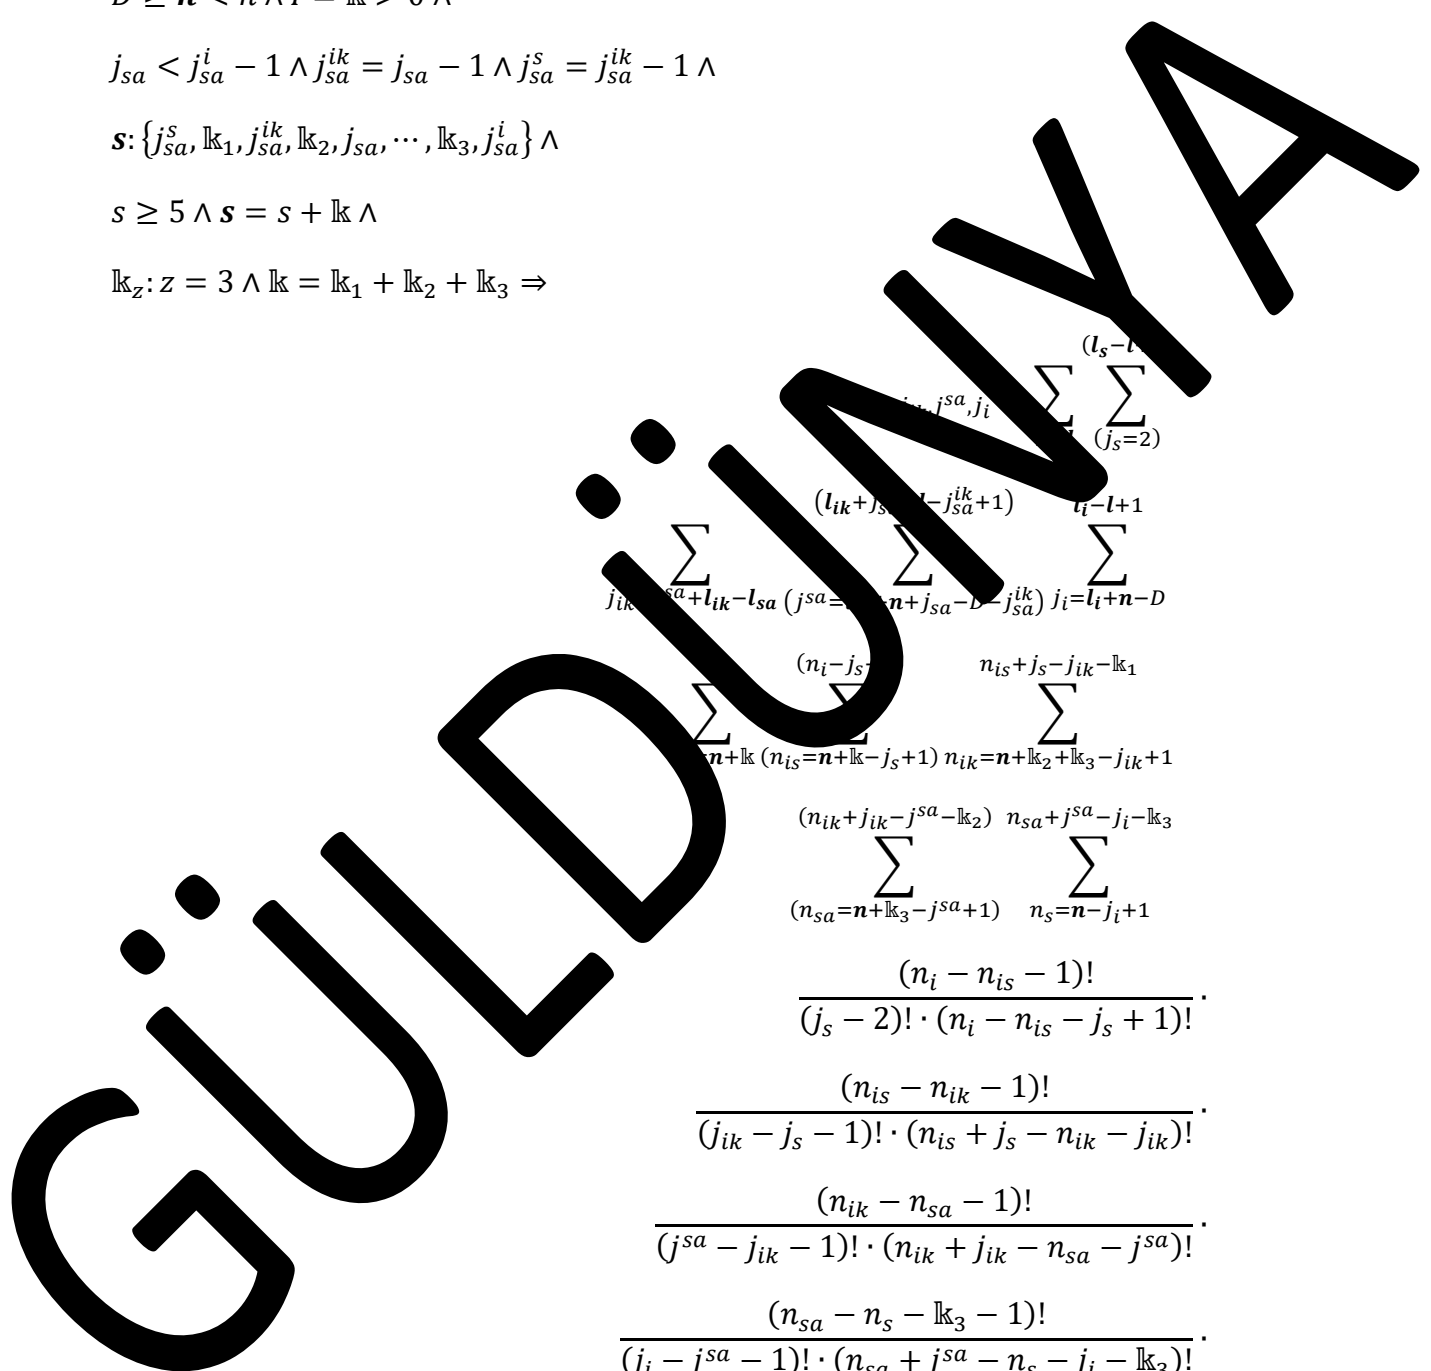 j_{sa} < j_{sa}^{i} − 1 ∧ j_{sa}^{ik} = j_{sa} − 1 ∧ j_{sa}^{s} = j_{sa}^{ik} − 1 ∧
s: {j_{sa}^{s}, 𝕜_1, j_{sa}^{ik}, 𝕜_2, j_{sa}, ⋯, 𝕜_3, j_{sa}^{i}} ∧
s ≥ 5 ∧ s = s + 𝕜 ∧
𝕜_z: z = 3 ∧ 𝕜 = 𝕜_1 + 𝕜_2 + 𝕜_3 ⇒
j^{sa}, j_i ∑ ∑
(j_s=2)
l_i−l+1
∑ ∑ ∑
j_i=l_i+n−D
n_{is}+j_s−j_{ik}−𝕜_1
∑ ∑ ∑
n+𝕜 (n_{is}=n+𝕜−j_s+1) n_{ik}=n+𝕜_2+𝕜_3−j_{ik}+1
(n_{ik}+j_{ik}−j^{sa}−𝕜_2) n_{sa}+j^{sa}−j_i−𝕜_3
∑ ∑
(n_{sa}=n+𝕜_3−j^{sa}+1) n_s=n−j_i+1
(n_i − n_{is} − 1)!
(j_s − 2)! ⋅ (n_i − n_{is} − j_s + 1)! ⋅
(n_{is} − n_{ik} − 1)!
(j_{ik} − j_s − 1)! ⋅ (n_{is} + j_s − n_{ik} − j_{ik})! ⋅
(n_{ik} − n_{sa} − 1)!
(j^{sa} − j_{ik} − 1)! ⋅ (n_{ik} + j_{ik} − n_{sa} − j^{sa})! ⋅
(n_{sa} − n_s − 𝕜_3 − 1)!
(j_i − j^{sa} − 1)! ⋅ (n_{sa} + j^{sa} − n_s − j_i − 𝕜_3)! ⋅
GÜLDÜNYA